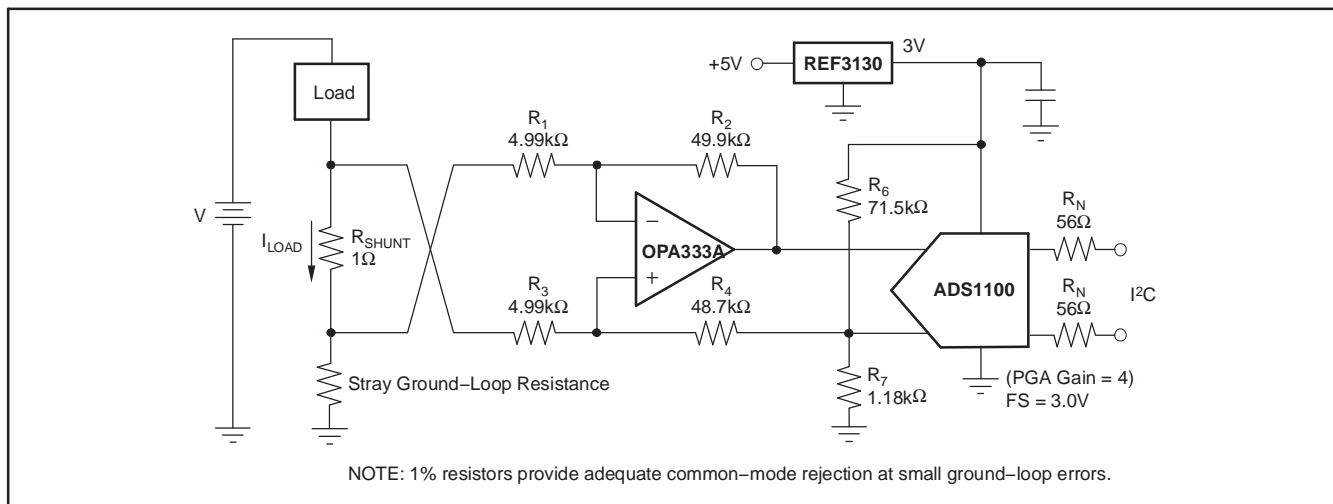 +5V
REF3130
3V
Load
R1
4.99kΩ
R2
49.9kΩ
R6
71.5kΩ
RN
56Ω
V
ILOAD
RSHUNT
1Ω
−
OPA333A
+
ADS1100
RN
56Ω
I²C
R3
4.99kΩ
R4
48.7kΩ
Stray Ground−Loop Resistance
R7
1.18kΩ
(PGA Gain = 4)
FS = 3.0V
NOTE: 1% resistors provide adequate common−mode rejection at small ground−loop errors.